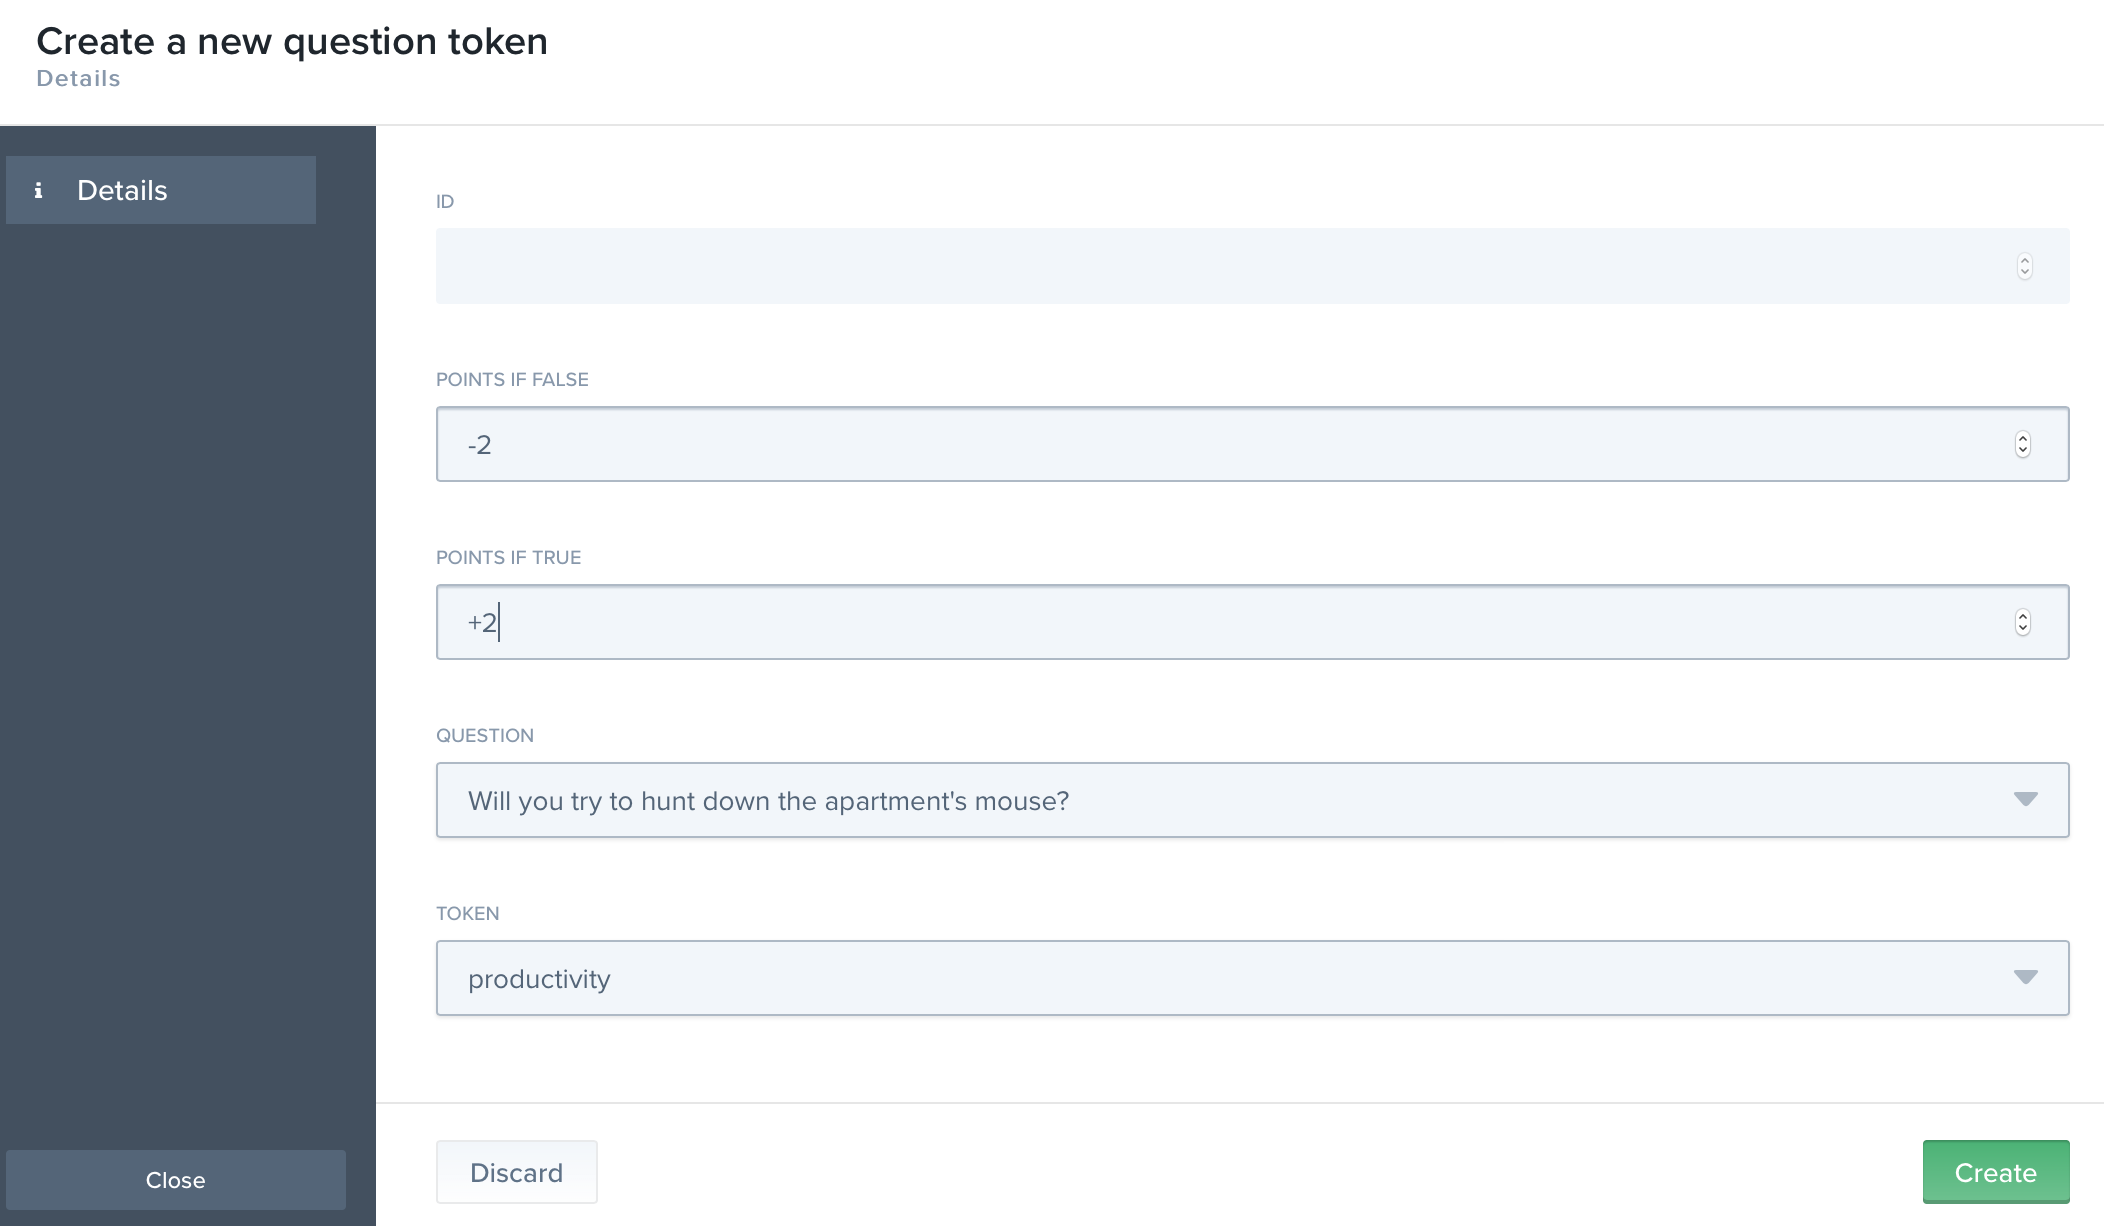 Create a new question token
Details
Details
ID
POINTS IF FALSE
-2
POINTS IF TRUE
+2
QUESTION
Will you try to hunt down the apartment's mouse?
TOKEN
productivity
Close
Discard
Create